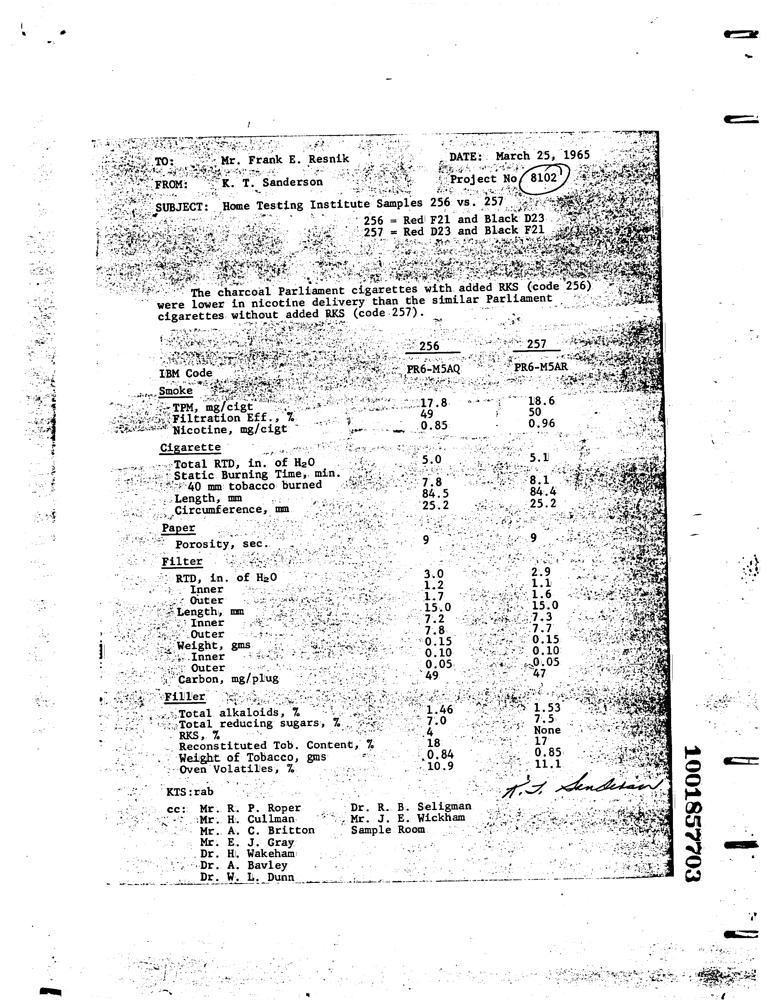 TO: Mr. Frank E. Resnik DATE: March 25, 1965
FROM: K. T. Sanderson Project No. 8102
SUBJECT: Home Testing Institute Samples 256 vs. 257
256 = Red F21 and Black D23
257 = Red D23 and Black F21
The charcoal Parliament cigarettes with added RKS (code 256)
were lower in nicotine delivery than the similar Parliament
cigarettes without added RKS (code 257).
256 257
IBM Code PR6-M5AQ PR6-M5AR
Smoke
TPM, mg/cigt 17.8 18.6
Filtration Eff., % 49 50
Nicotine, mg/cigt 0.85 0.96
Cigarette
Total RTD, in. of H2O 5.0 5.1
Static Burning Time, min.
40 mm tobacco burned 7.8 8.1
Length, mm 84.5 84.4
Circumference, mm 25.2 25.2
Paper
Porosity, sec. 9 9
Filter
RTD, in. of H2O 3.0 2.9
Inner 1.2 1.1
Outer 1.7 1.6
Length, mm 15.0 15.0
Inner 7.2 7.3
Outer 7.8 7.7
Weight, gms 0.15 0.15
Inner 0.10 0.10
Outer 0.05 0.05
Carbon, mg/plug 49 47
Filler
Total alkaloids, % 1.46 1.53
Total reducing sugars, % 7.0 7.5
RKS, % 4 None
Reconstituted Tob. Content, % 18 17
Weight of Tobacco, gms 0.84 0.85
Oven Volatiles, % 10.9 11.1
K. T. Sanderson
KTS:rab
cc: Mr. R. P. Roper Dr. R. B. Seligman
Mr. H. Cullman Mr. J. E. Wickham
Mr. A. C. Britton Sample Room
Mr. E. J. Gray
Dr. H. Wakeham
Dr. A. Bavley
Dr. W. L. Dunn
1001857703